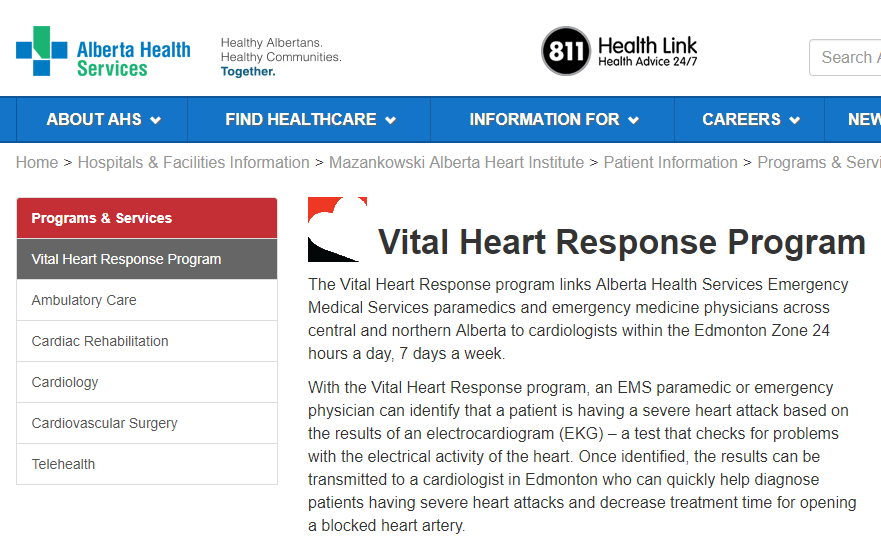 Alberta Health
Services
Healthy Albertans.
Healthy Communities.
Together.
811
Health Link
Health Advice 24/7
Search A
ABOUT AHS
FIND HEALTHCARE
INFORMATION FOR
CAREERS
NEW
Home > Hospitals & Facilities Information > Mazankowski Alberta Heart Institute > Patient Information > Programs & Servi
Programs & Services
Vital Heart Response Program
Ambulatory Care
Cardiac Rehabilitation
Cardiology
Cardiovascular Surgery
Telehealth
Vital Heart Response Program
The Vital Heart Response program links Alberta Health Services Emergency
Medical Services paramedics and emergency medicine physicians across
central and northern Alberta to cardiologists within the Edmonton Zone 24
hours a day, 7 days a week.
With the Vital Heart Response program, an EMS paramedic or emergency
physician can identify that a patient is having a severe heart attack based on
the results of an electrocardiogram (EKG) – a test that checks for problems
with the electrical activity of the heart. Once identified, the results can be
transmitted to a cardiologist in Edmonton who can quickly help diagnose
patients having severe heart attacks and decrease treatment time for opening
a blocked heart artery.